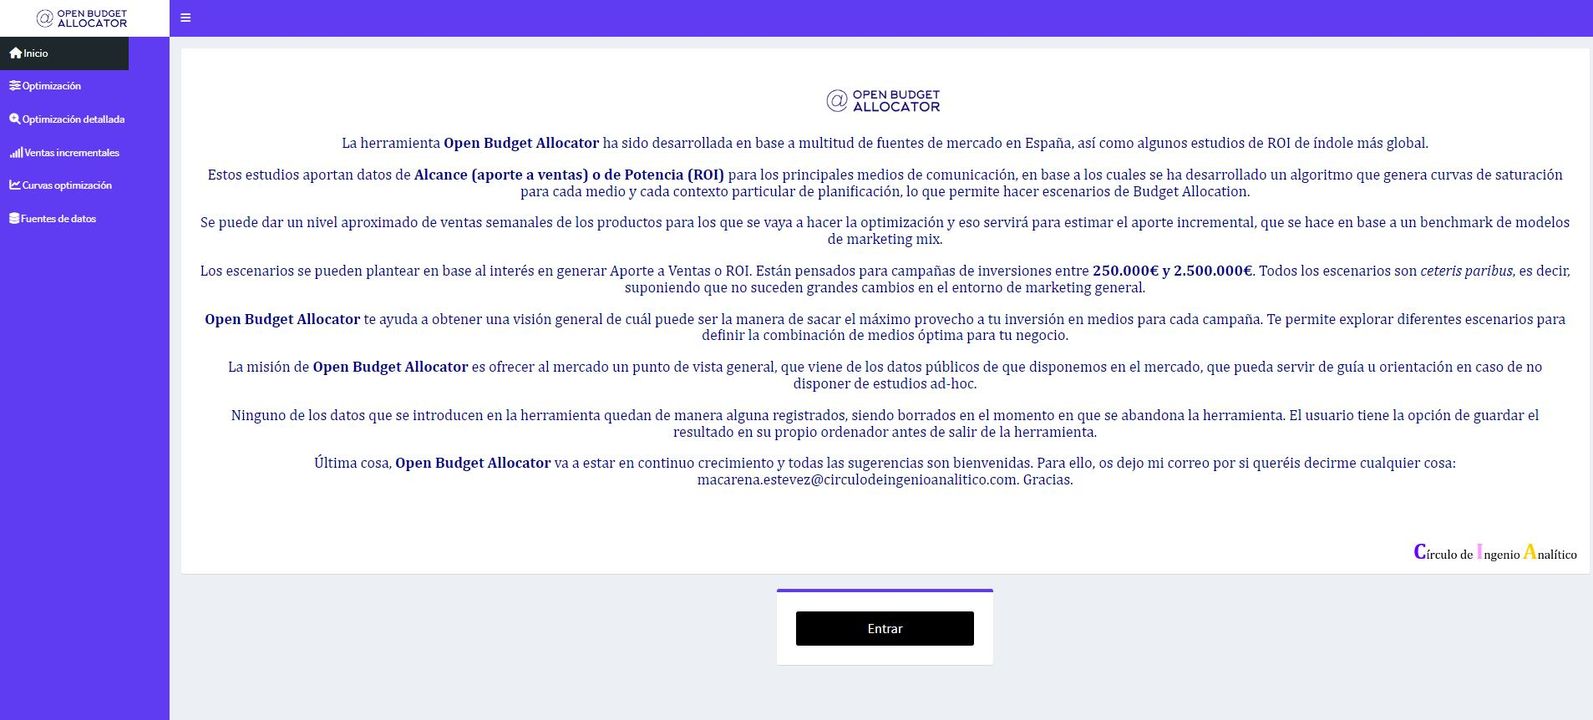 @ OPEN BUDGET
ALLOCATOR
Inicio
Optimización
Optimización detallada
Ventas incrementales
Curvas optimización
Fuentes de datos
@ OPEN BUDGET
ALLOCATOR
La herramienta Open Budget Allocator ha sido desarrollada en base a multitud de fuentes de mercado en España, así como algunos estudios de ROI de índole más global.
Estos estudios aportan datos de Alcance (aporte a ventas) o de Potencia (ROI) para los principales medios de comunicación, en base a los cuales se ha desarrollado un algoritmo que genera curvas de saturación
para cada medio y cada contexto particular de planificación, lo que permite hacer escenarios de Budget Allocation.
Se puede dar un nivel aproximado de ventas semanales de los productos para los que se vaya a hacer la optimización y eso servirá para estimar el aporte incremental, que se hace en base a un benchmark de modelos
de marketing mix.
Los escenarios se pueden plantear en base al interés en generar Aporte a Ventas o ROI. Están pensados para campañas de inversiones entre 250.000€ y 2.500.000€. Todos los escenarios son ceteris paribus, es decir,
suponiendo que no suceden grandes cambios en el entorno de marketing general.
Open Budget Allocator te ayuda a obtener una visión general de cuál puede ser la manera de sacar el máximo provecho a tu inversión en medios para cada campaña. Te permite explorar diferentes escenarios para
definir la combinación de medios óptima para tu negocio.
La misión de Open Budget Allocator es ofrecer al mercado un punto de vista general, que viene de los datos públicos de que disponemos en el mercado, que pueda servir de guía u orientación en caso de no
disponer de estudios ad-hoc.
Ninguno de los datos que se introducen en la herramienta quedan de manera alguna registrados, siendo borrados en el momento en que se abandona la herramienta. El usuario tiene la opción de guardar el
resultado en su propio ordenador antes de salir de la herramienta.
Última cosa, Open Budget Allocator va a estar en continuo crecimiento y todas las sugerencias son bienvenidas. Para ello, os dejo mi correo por si queréis decirme cualquier cosa:
macarena.estevez@circulodeingenioanalitico.com. Gracias.
Círculo de Ingenio Analítico
Entrar